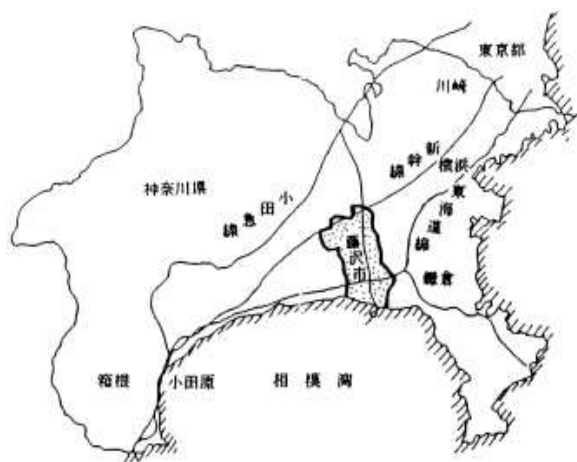 東京都
川崎
新幹線
横浜
神奈川県
小田急線
東海道線
藤沢市
鎌倉
箱根
小田原
相模湾